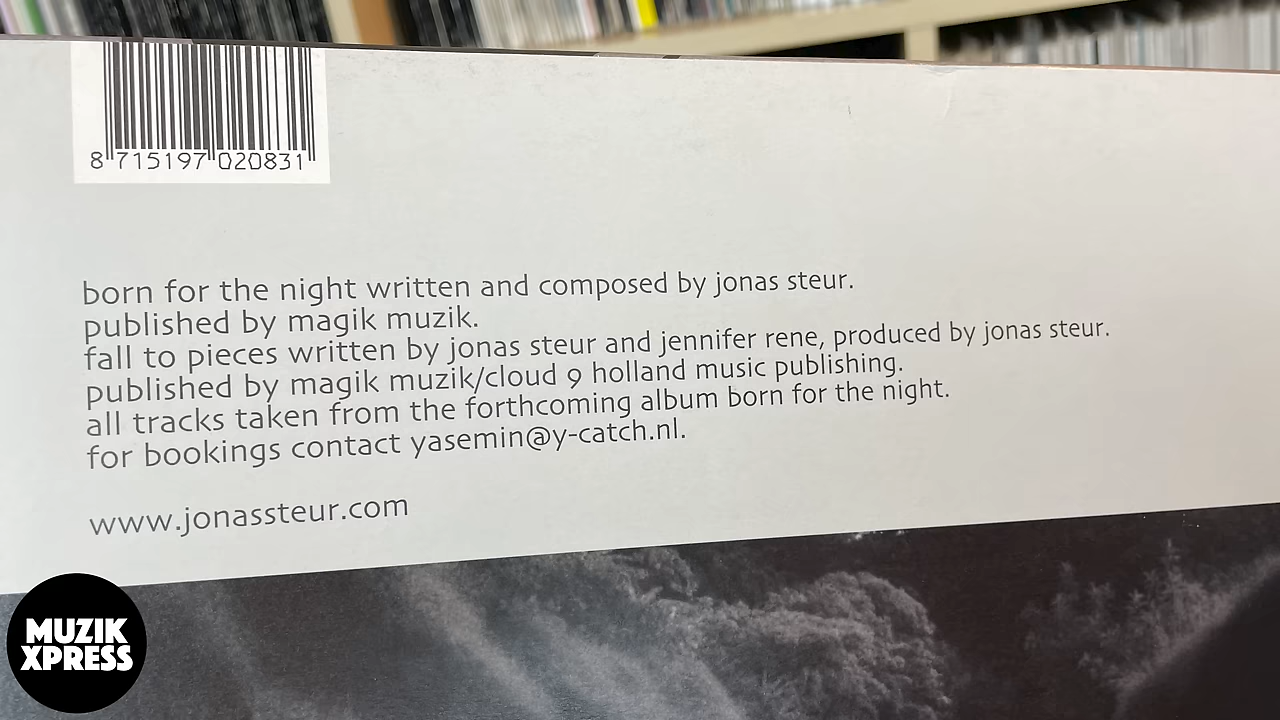 8 715197 020831
born for the night written and composed by jonas steur.
published by magik muzik.
fall to pieces written by jonas steur and jennifer rene, produced by jonas steur.
published by magik muzik/cloud 9 holland music publishing.
all tracks taken from the forthcoming album born for the night.
for bookings contact yasemin@y-catch.nl.
www.jonassteur.com
MUZIK
XPRESS